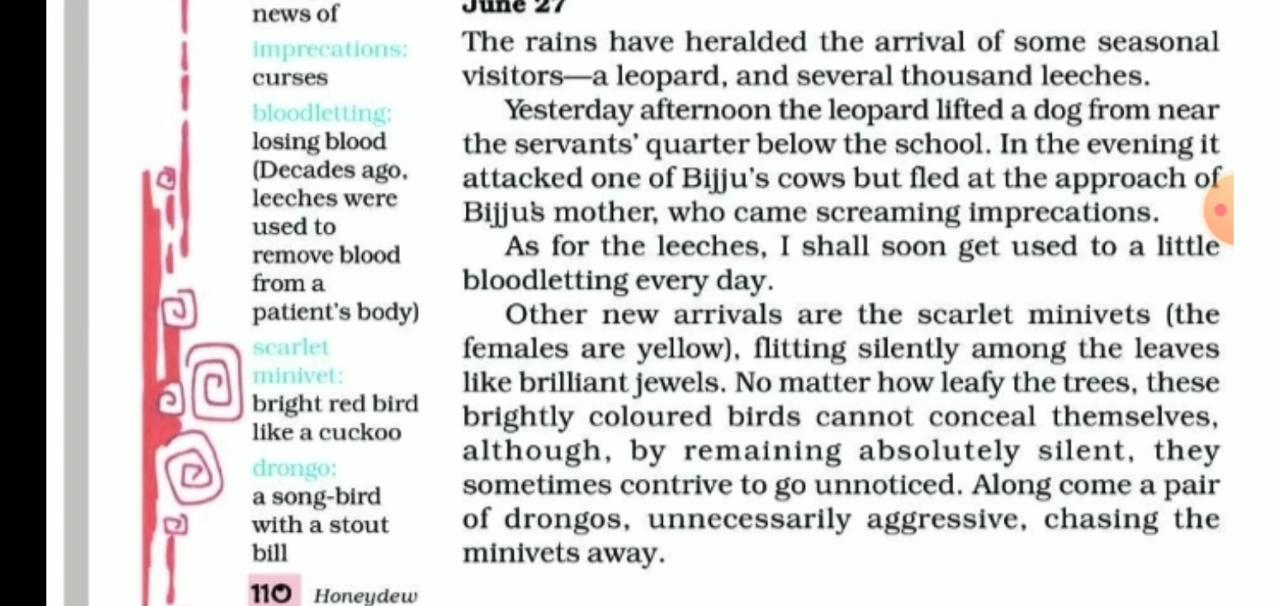 news of
imprecations:
curses
bloodletting:
losing blood
(Decades ago,
leeches were
used to
remove blood
from a
patient's body)
scarlet
minivet:
bright red bird
like a cuckoo
drongo:
a song-bird
with a stout
bill
110 Honeydew
June 27
The rains have heralded the arrival of some seasonal
visitors—a leopard, and several thousand leeches.
Yesterday afternoon the leopard lifted a dog from near
the servants' quarter below the school. In the evening it
attacked one of Bijju's cows but fled at the approach of
Bijju's mother, who came screaming imprecations.
As for the leeches, I shall soon get used to a little
bloodletting every day.
Other new arrivals are the scarlet minivets (the
females are yellow), flitting silently among the leaves
like brilliant jewels. No matter how leafy the trees, these
brightly coloured birds cannot conceal themselves,
although, by remaining absolutely silent, they
sometimes contrive to go unnoticed. Along come a pair
of drongos, unnecessarily aggressive, chasing the
minivets away.